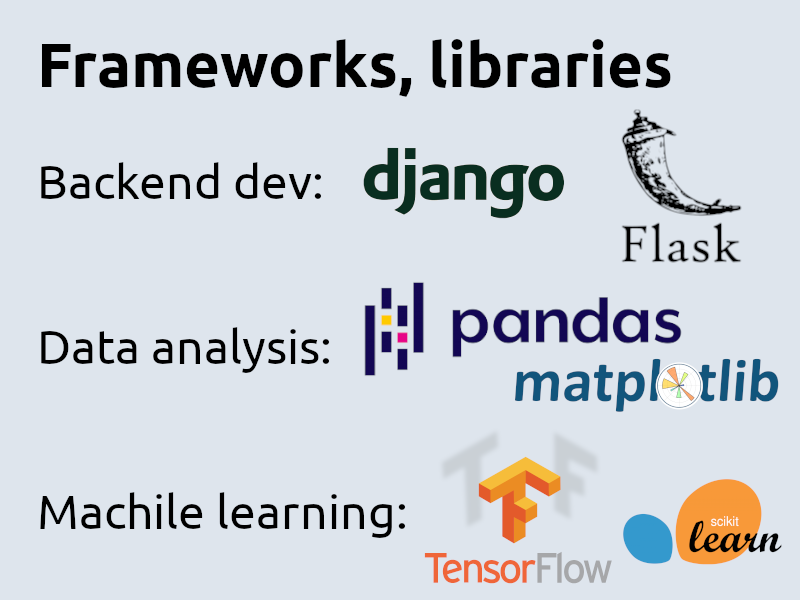 Frameworks, libraries
Backend dev: django
Flask
Data analysis: pandas
matplotlib
Machile learning:
TensorFlow
scikit
learn